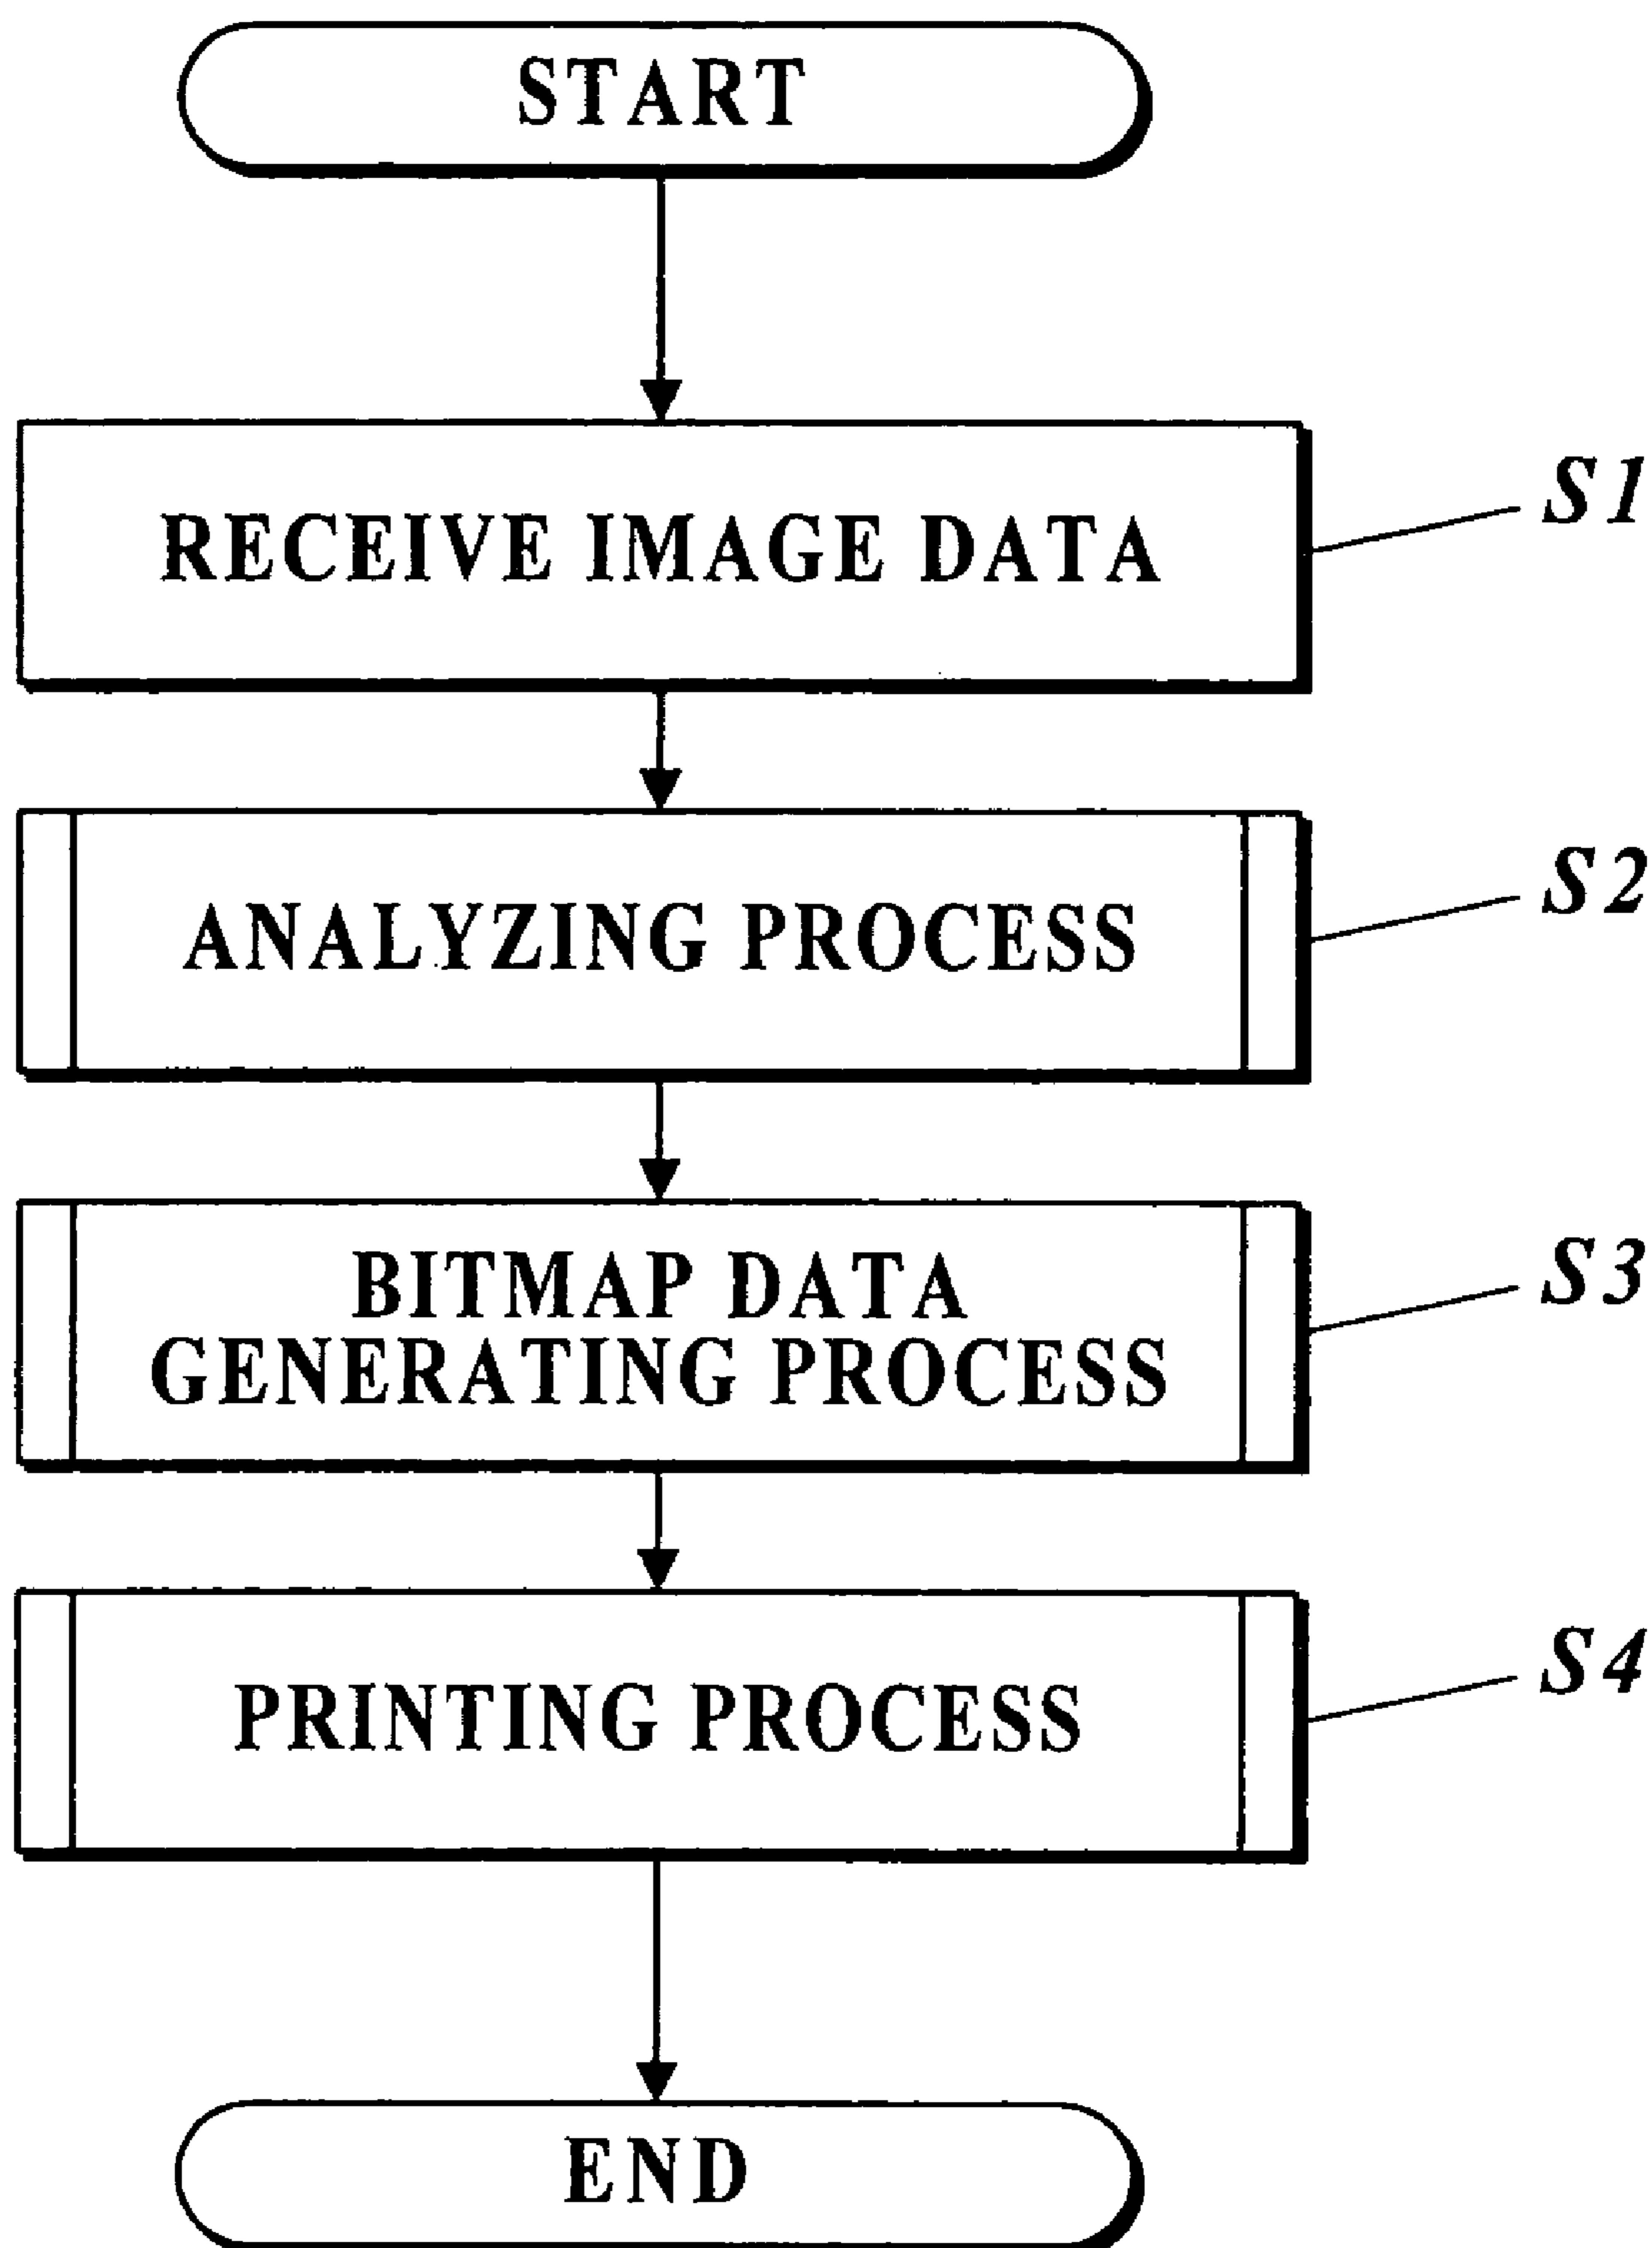 START
RECEIVE IMAGE DATA
S1
ANALYZING PROCESS
S2
BITMAP DATA
GENERATING PROCESS
S3
PRINTING PROCESS
S4
END